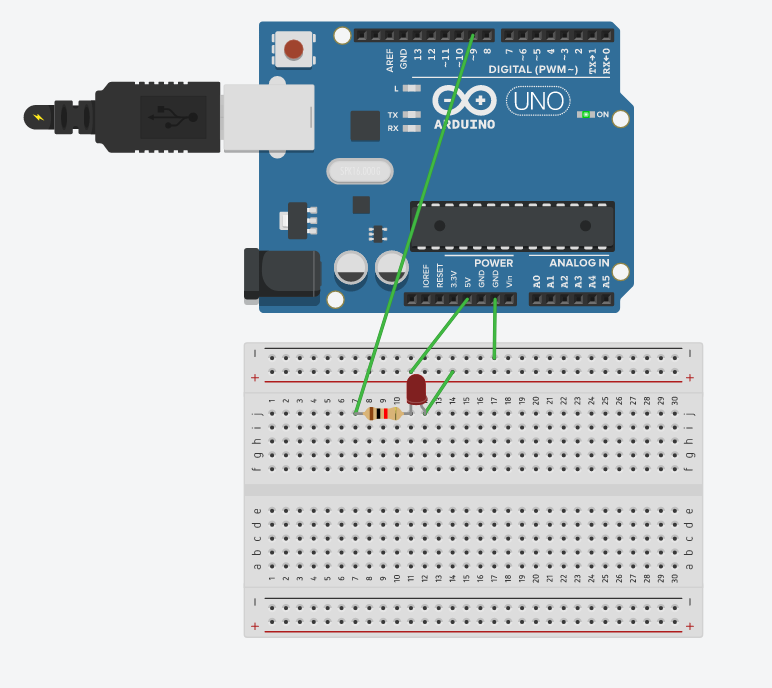 AREF
GND
13
12
~11
~10
~9
8
7
~6
~5
4
~3
2
TX→1
RX←0
DIGITAL (PWM~)
L
TX
RX
ARDUINO
UNO
ON
POWER
ANALOG IN
IOREF
RESET
3.3V
5V
GND
GND
Vin
A0
A1
A2
A3
A4
A5
– –
+ +
1 2 3 4 5 6 7 8 9 10 11 12 13 14 15 16 17 18 19 20 21 22 23 24 25 26 27 28 29 30
j j
i i
h h
g g
f f
e e
d d
c c
b b
a a
1 2 3 4 5 6 7 8 9 10 11 12 13 14 15 16 17 18 19 20 21 22 23 24 25 26 27 28 29 30
– –
+ +